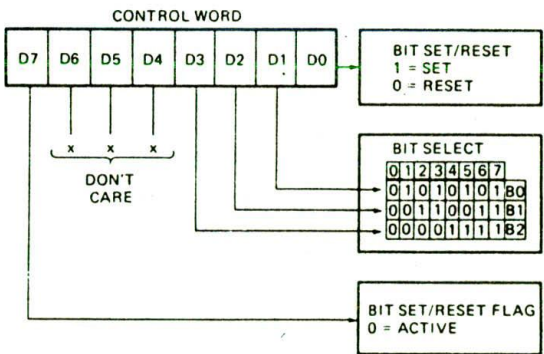 CONTROL WORD
D7 D6 D5 D4 D3 D2 D1 D0
BIT SET/RESET
1 = SET
0 = RESET
X X X
DON'T
CARE
BIT SELECT
0 1 2 3 4 5 6 7
0 1 0 1 0 1 0 1 B0
0 0 1 1 0 0 1 1 B1
0 0 0 0 1 1 1 1 B2
BIT SET/RESET FLAG
0 = ACTIVE